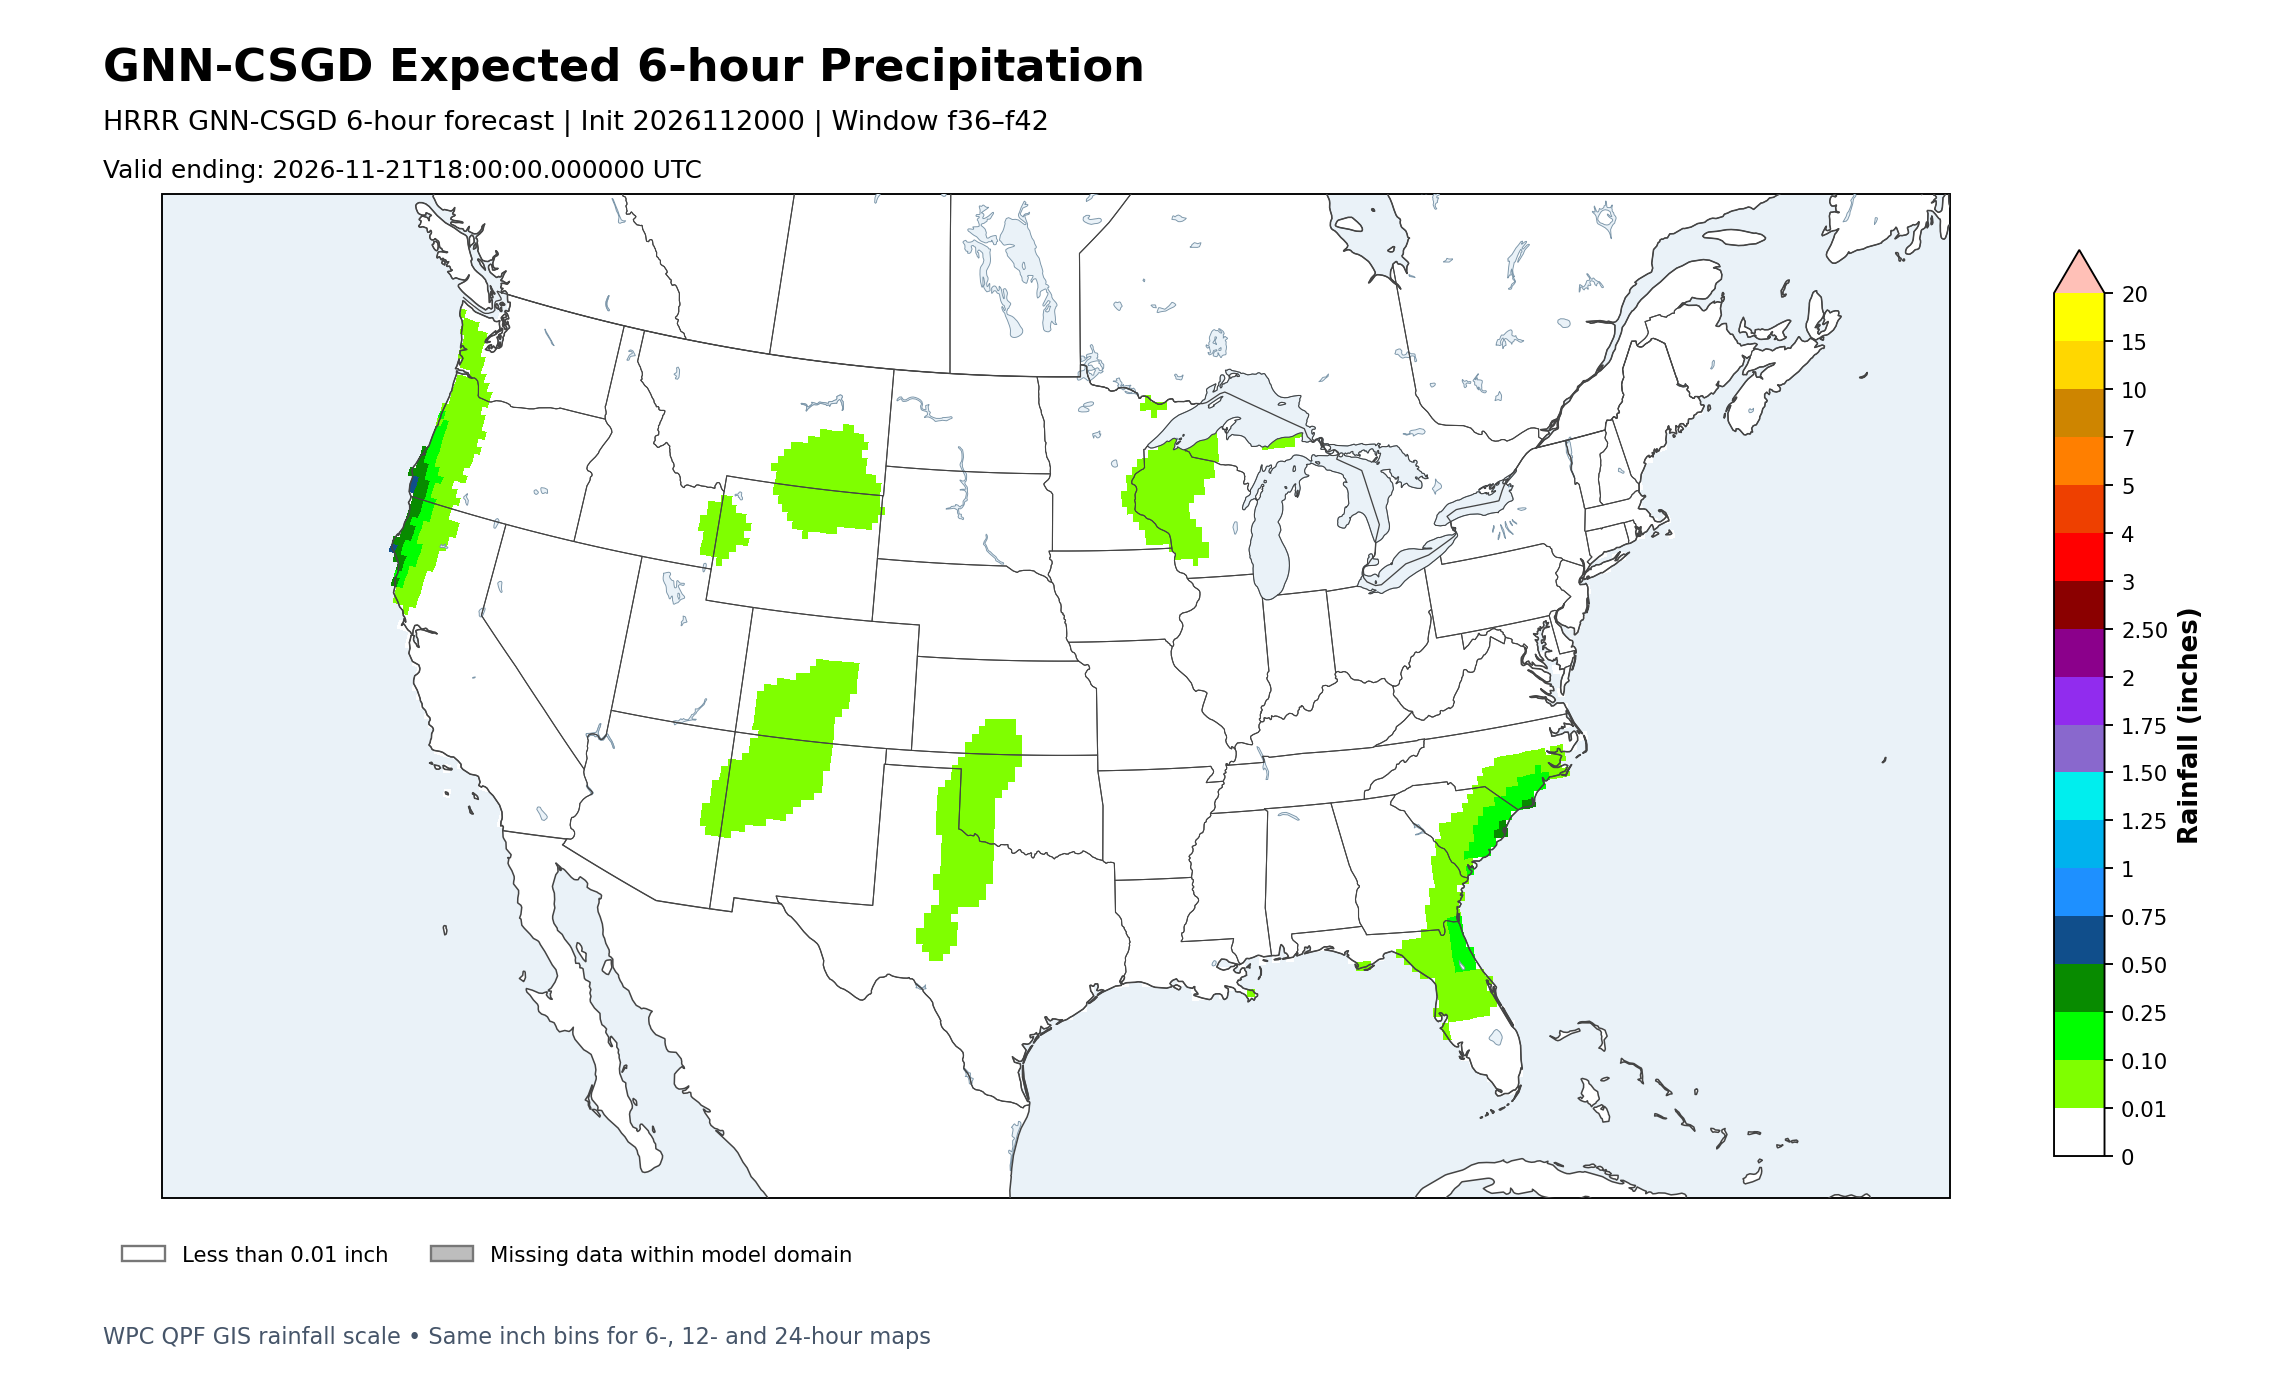 GNN-CSGD Expected 6-hour Precipitation
HRRR GNN-CSGD 6-hour forecast | Init 2026112000 | Window f36–f42
Valid ending: 2026-11-21T18:00:00.000000 UTC
20
15
10
7
5
4
3
2.50
2
1.75
1.50
1.25
1
0.75
0.50
0.25
0.10
0.01
0
Rainfall (inches)
Less than 0.01 inch
Missing data within model domain
WPC QPF GIS rainfall scale • Same inch bins for 6-, 12- and 24-hour maps